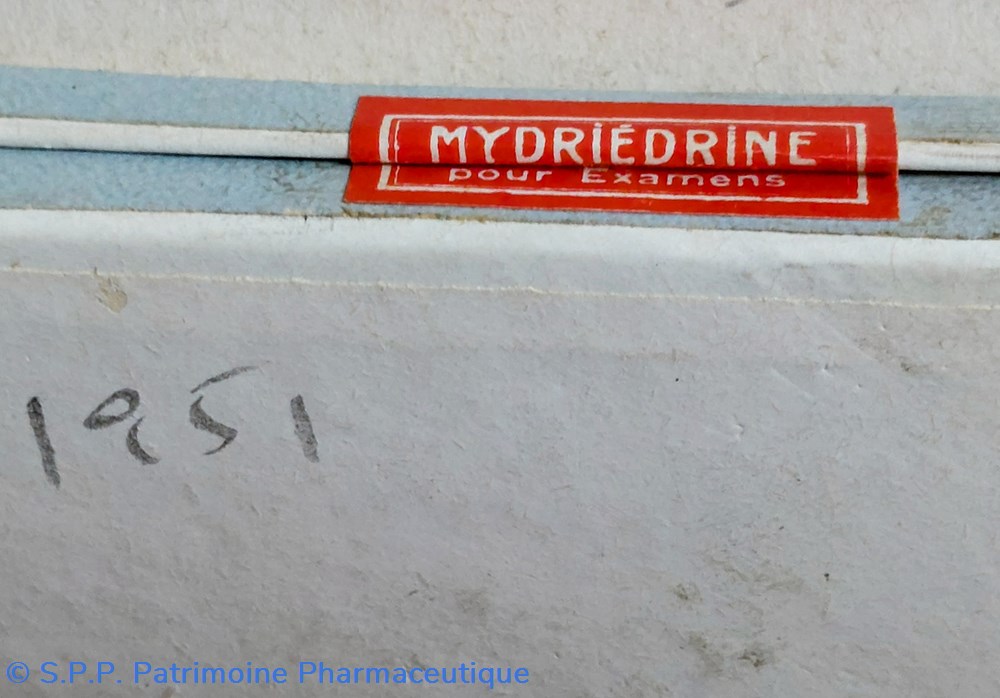 MYDRIÉDRINE
pour Examens
1951
© S.P.P. Patrimoine Pharmaceutique